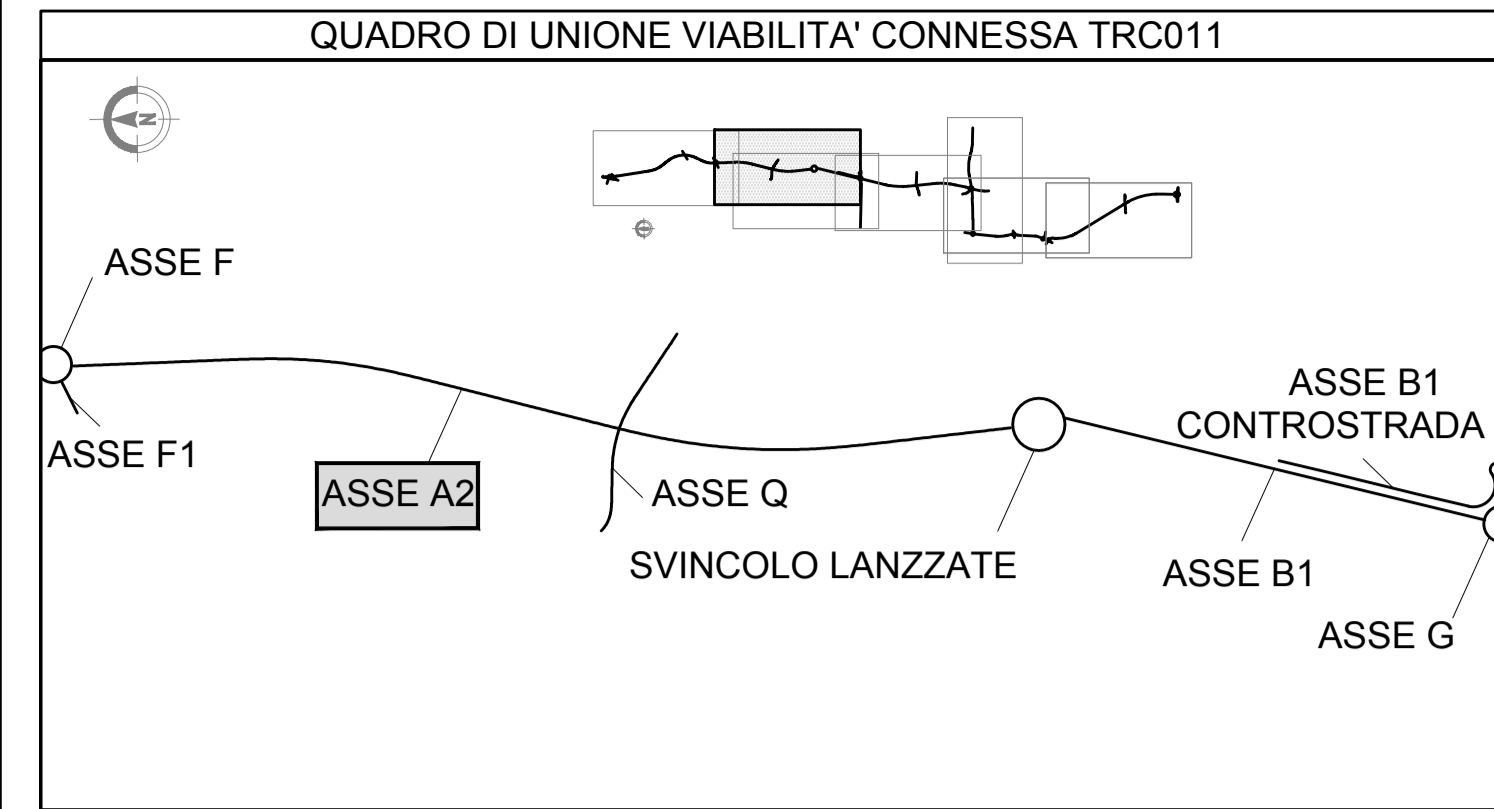 QUADRO DI UNIONE VIABILITA' CONNESSA TRC011
N
ASSE F
ASSE F1
ASSE A2
ASSE Q
SVINCOLO LANZZATE
ASSE B1
CONTROSTRADA
ASSE B1
ASSE G